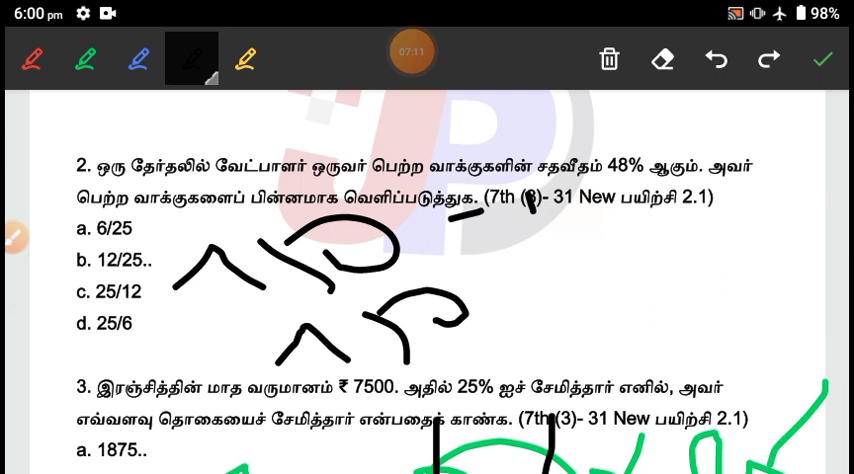 6:00 pm 98%
07:11
2. ஒரு தேர்தலில் வேட்பாளர் ஒருவர் பெற்ற வாக்குகளின் சதவீதம் 48% ஆகும். அவர்
பெற்ற வாக்குகளைப் பின்னமாக வெளிப்படுத்துக. (7th (3)- 31 New பயிற்சி 2.1)
a. 6/25
b. 12/25..
c. 25/12
d. 25/6
3. இரஞ்சித்தின் மாத வருமானம் ₹ 7500. அதில் 25% ஐச் சேமித்தார் எனில், அவர்
எவ்வளவு தொகையைச் சேமித்தார் என்பதைக் காண்க. (7th (3)- 31 New பயிற்சி 2.1)
a. 1875..